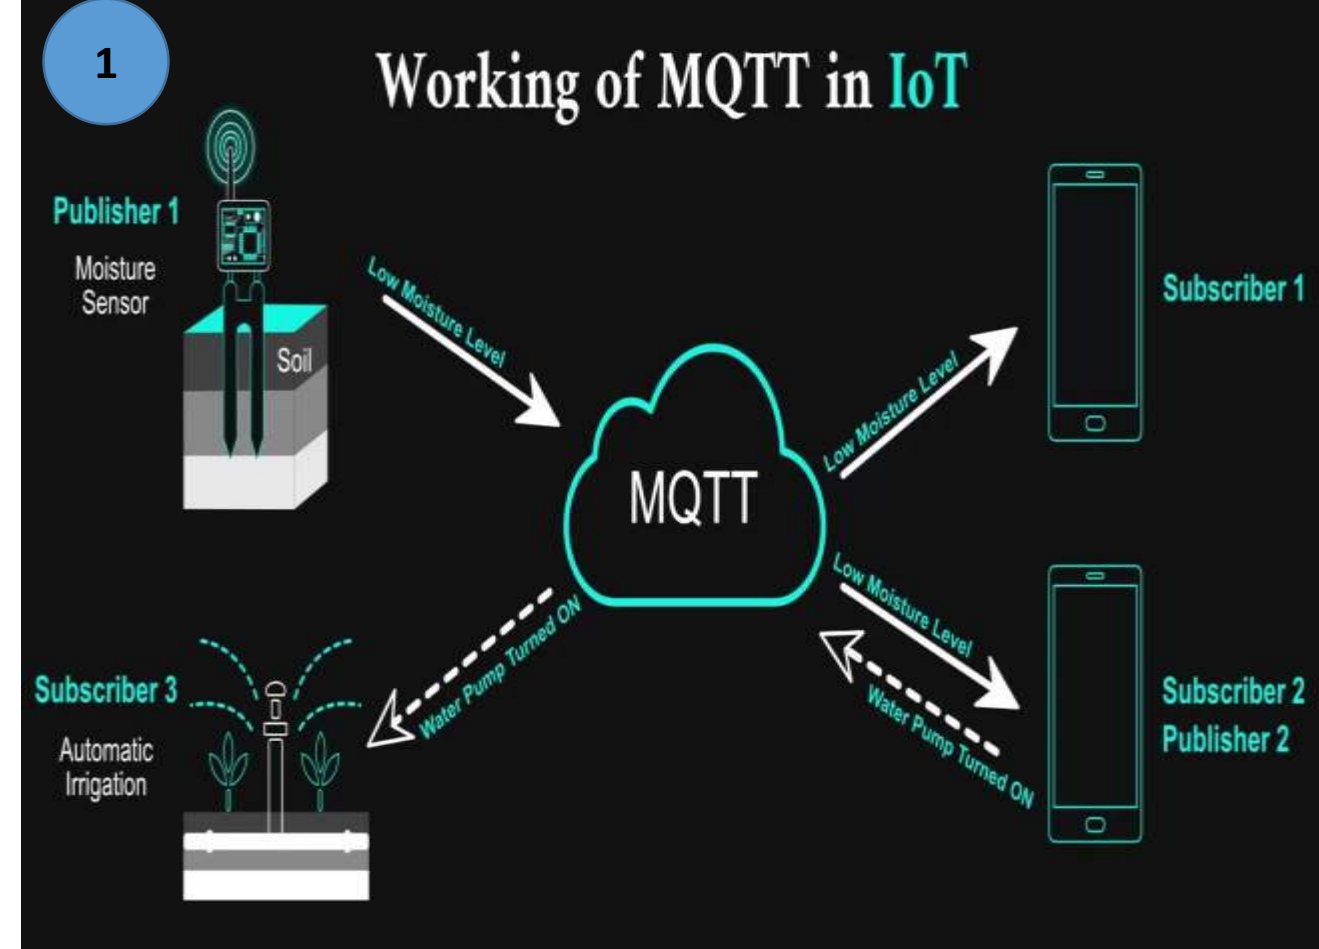 1
Working of MQTT in IoT
Publisher 1
Moisture
Sensor
Soil
Low Moisture Level
MQTT
Low Moisture Level
Subscriber 1
Low Moisture Level
Water Pump Turned ON
Subscriber 2
Publisher 2
Water Pump Turned ON
Subscriber 3
Automatic
Irrigation